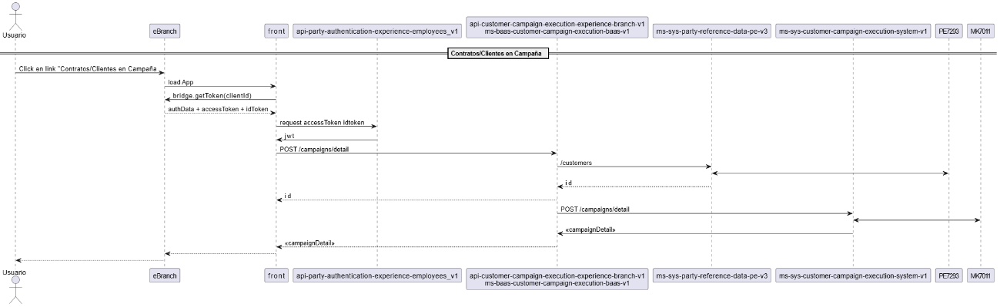 Usuario
eBranch
front
api-party-authentication-experience-employees_v1
api-customer-campaign-execution-experience-branch-v1
ms-baas-customer-campaign-execution-baas-v1
ms-sys-party-reference-data-pe-v3
ms-sys-customer-campaign-execution-system-v1
PE7293
MK7011
Contratos/Clientes en Campaña
Click en link "Contratos/Clientes en Campaña
load App
bridge.getToken(clientId)
authData + accessToken + idToken
request accessToken idtoken
jwt
POST /campaigns/detail
/customers
id
id
POST /campaigns/detail
«campaignDetail»
«campaignDetail»
Usuario
eBranch
front
api-party-authentication-experience-employees_v1
api-customer-campaign-execution-experience-branch-v1
ms-baas-customer-campaign-execution-baas-v1
ms-sys-party-reference-data-pe-v3
ms-sys-customer-campaign-execution-system-v1
PE7293
MK7011